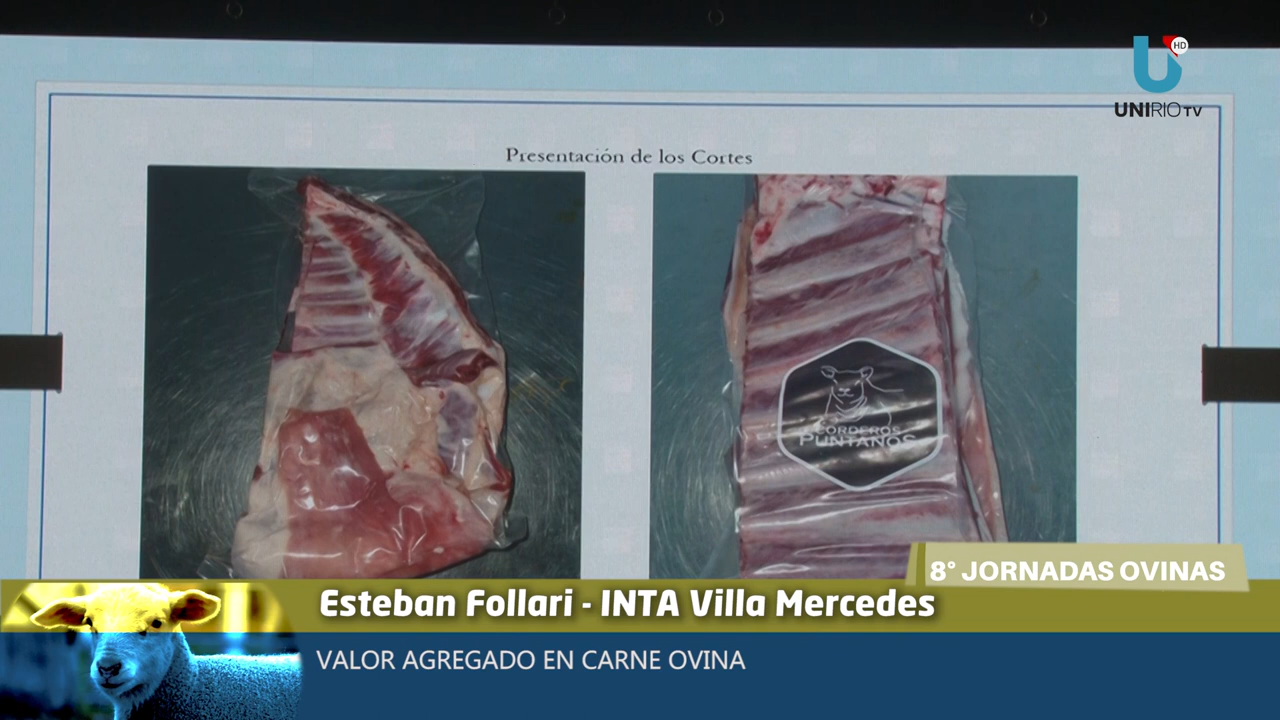 HD
UNIRIO TV
Presentación de los Cortes
CORDEROS
PUNTANOS
8° JORNADAS OVINAS
Esteban Follari - INTA Villa Mercedes
VALOR AGREGADO EN CARNE OVINA